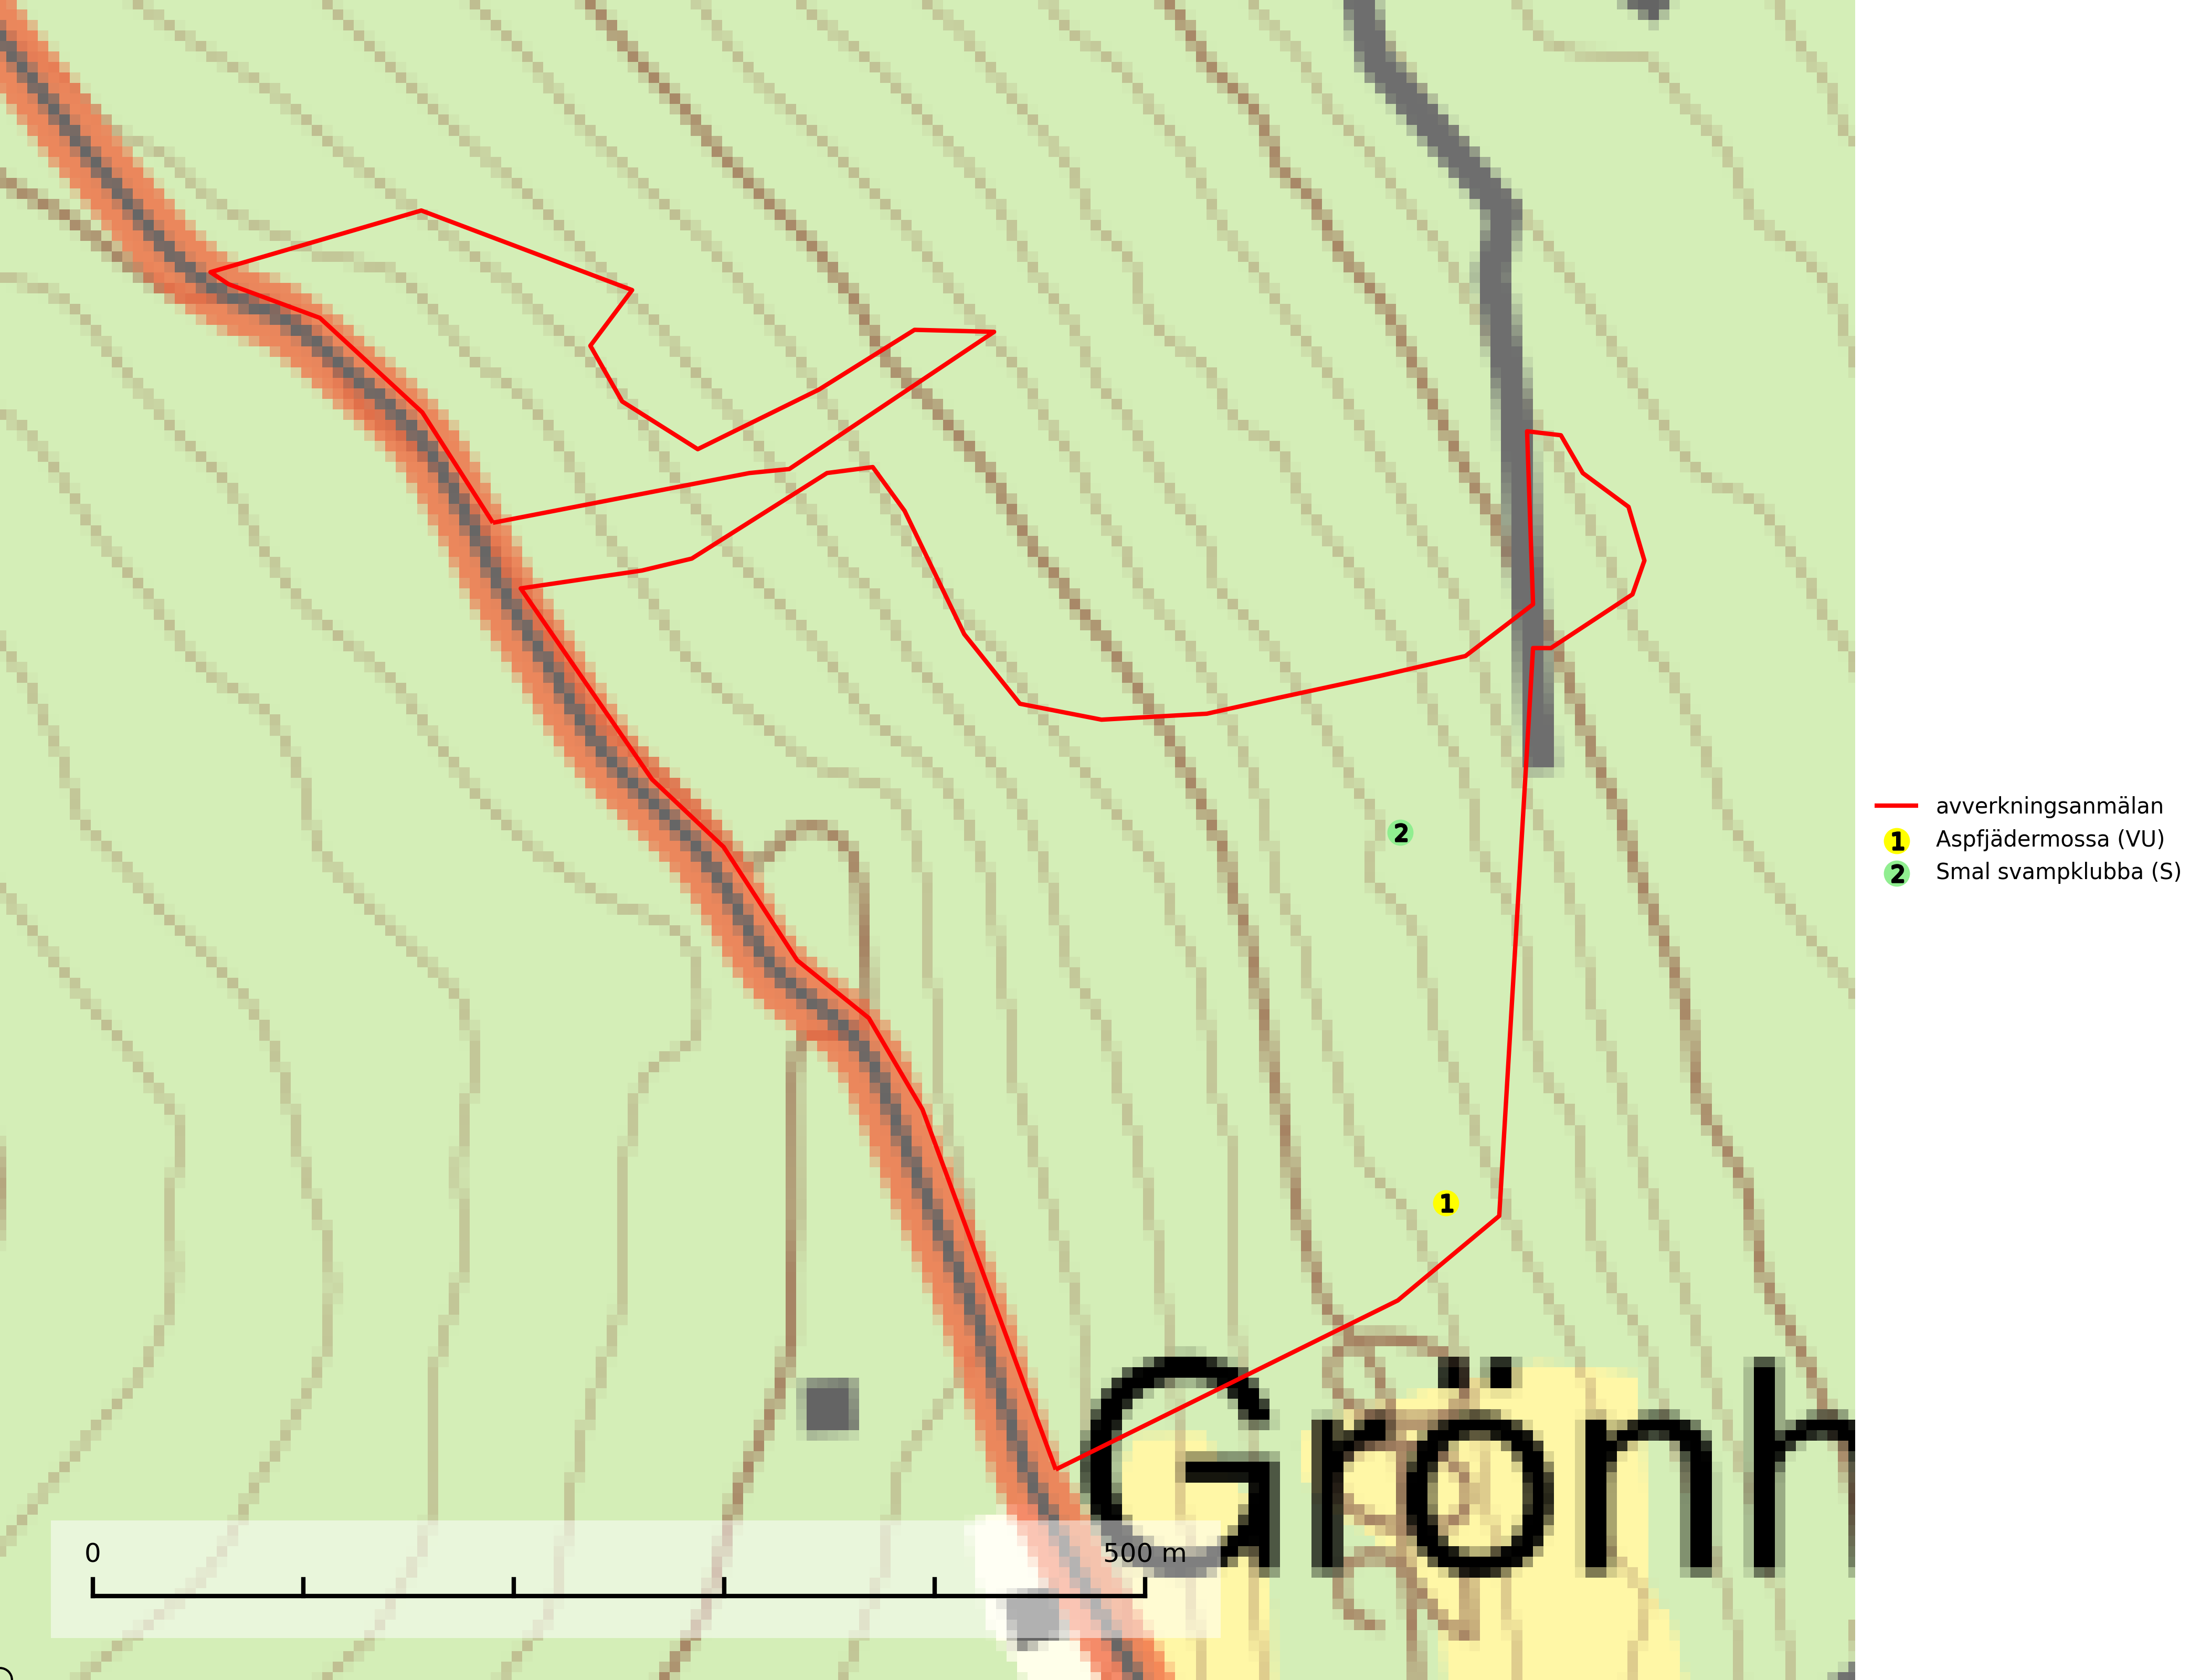 avverkningsanmälan
1 Aspfjädermossa (VU)
2 Smal svampklubba (S)
2
1
Grönh
0 500 m